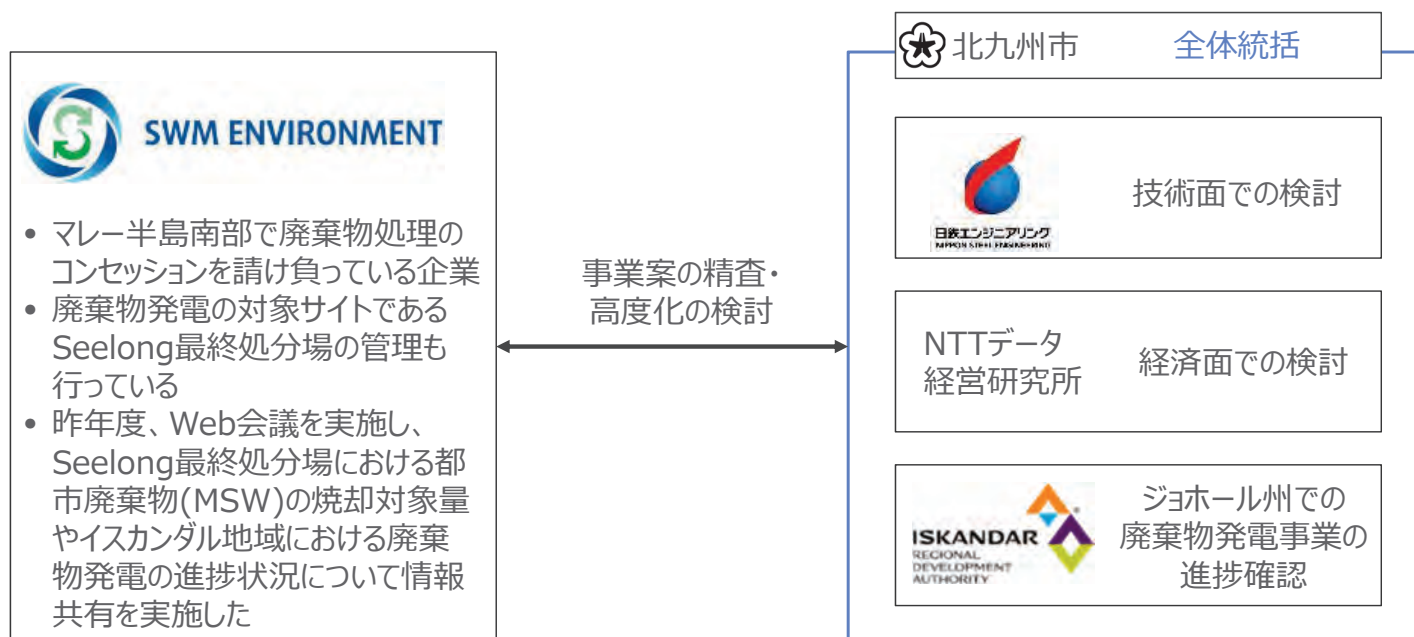 SWM ENVIRONMENT
• マレー半島南部で廃棄物処理の
コンセッションを請け負っている企業
• 廃棄物発電の対象サイトである
Seelong最終処分場の管理も
行っている
• 昨年度、Web会議を実施し、
Seelong最終処分場における都
市廃棄物(MSW)の焼却対象量
やイスカンダル地域における廃棄
物発電の進捗状況について情報
共有を実施した
事業案の精査・
高度化の検討
北九州市 全体統括
日鉄エンジニアリング
NIPPON STEEL ENGINEERING
技術面での検討
NTTデータ
経営研究所
経済面での検討
ISKANDAR
REGIONAL
DEVELOPMENT
AUTHORITY
ジョホール州での
廃棄物発電事業の
進捗確認